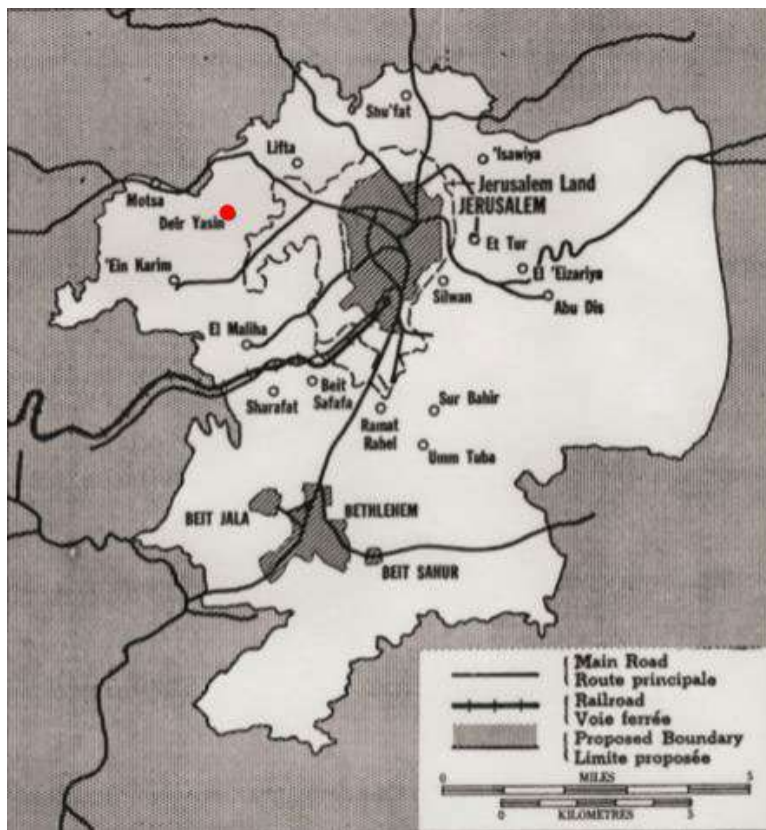 Shu'fat
Lifta
'Isawiya
Motsa
Jerusalem Land
JERUSALEM
Deir Yasin
Et Tur
'Ein Karim
El 'Eizariya
Silwan
Abu Dis
El Maliha
Beit
Safafa
Sharafat
Sur Bahir
Ramat
Rahel
Umm Tuba
BEIT JALA
BETHLEHEM
BEIT SAHUR
Main Road
Route principale
Railroad
Voie ferrée
Proposed Boundary
Limite proposée
0 MILES 5
0 KILOMETRES 5